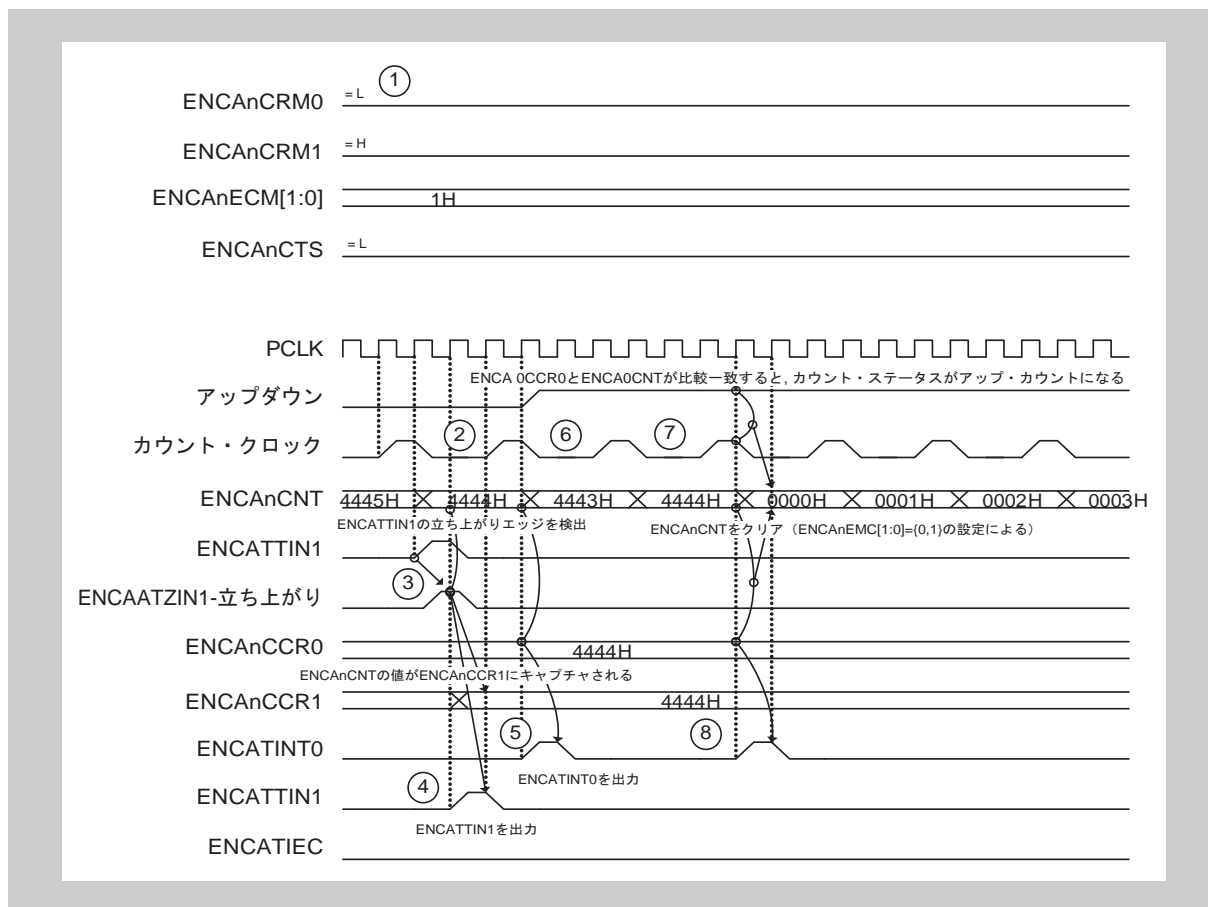 ①
ENCAnCRM0 = L
ENCAnCRM1 = H
ENCAnECM[1:0] 1H
ENCAnCTS = L
PCLK
ENCA 0CCR0とENCA0CNTが比較一致すると, カウント・ステータスがアップ・カウントになる
アップダウン
カウント・クロック ② ⑥ ⑦
ENCAnCNT 4445H 4444H 4443H 4444H 0000H 0001H 0002H 0003H
ENCATTIN1の立ち上がりエッジを検出 ENCAnCNTをクリア（ENCAnEMC[1:0]={0,1}の設定による）
ENCATTIN1
③
ENCAATZIN1-立ち上がり
ENCAnCCR0 4444H
ENCAnCNTの値がENCAnCCR1にキャプチャされる
ENCAnCCR1 4444H
⑤ ⑧
ENCATINT0
ENCATINT0を出力
④
ENCATTIN1
ENCATTIN1を出力
ENCATIEC